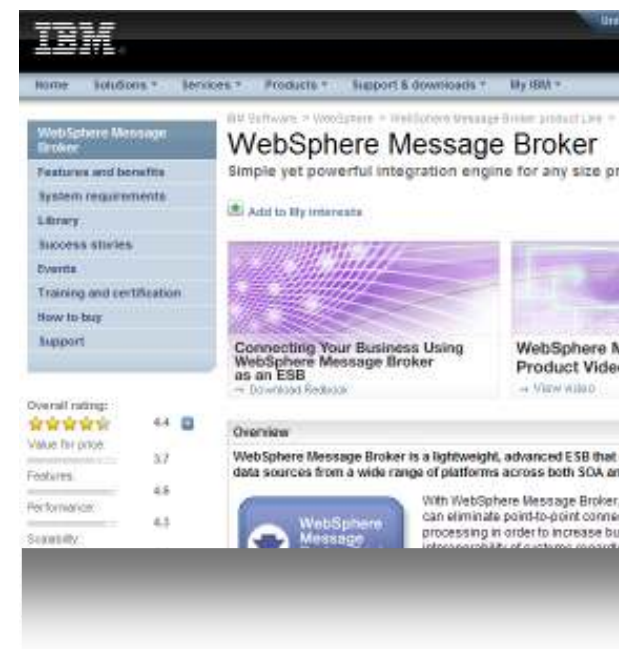 IBM
Home Solutions Services Products Support & downloads My IBM
IBM Software > WebSphere > WebSphere Message Broker product Line >
WebSphere Message Broker
WebSphere Message
Broker
Simple yet powerful integration engine for any size
Features and benefits
System requirements
Library
Success stories
Events
Training and certification
How to buy
Support
Add to My interests
Connecting Your Business Using
WebSphere Message Broker
as an ESB
→ Download Redbook
WebSphere M
Product Vide
→ View video
Overall rating:
4.4
Value for price:
3.7
Features:
4.6
Performance:
4.3
Scalability:
Overview
WebSphere Message Broker is a lightweight, advanced ESB that
data sources from a wide range of platforms across both SOA an
WebSphere
Message
With WebSphere Message Broker,
can eliminate point-to-point conne
processing in order to increase bu